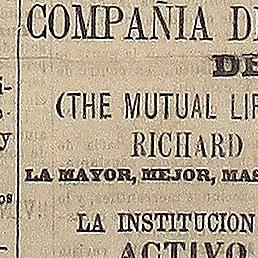 COMPAÑIA D
DE
(THE MUTUAL LIF
RICHARD
LA MAYOR, MEJOR, MAS
LA INSTITUCION
ACTIVO